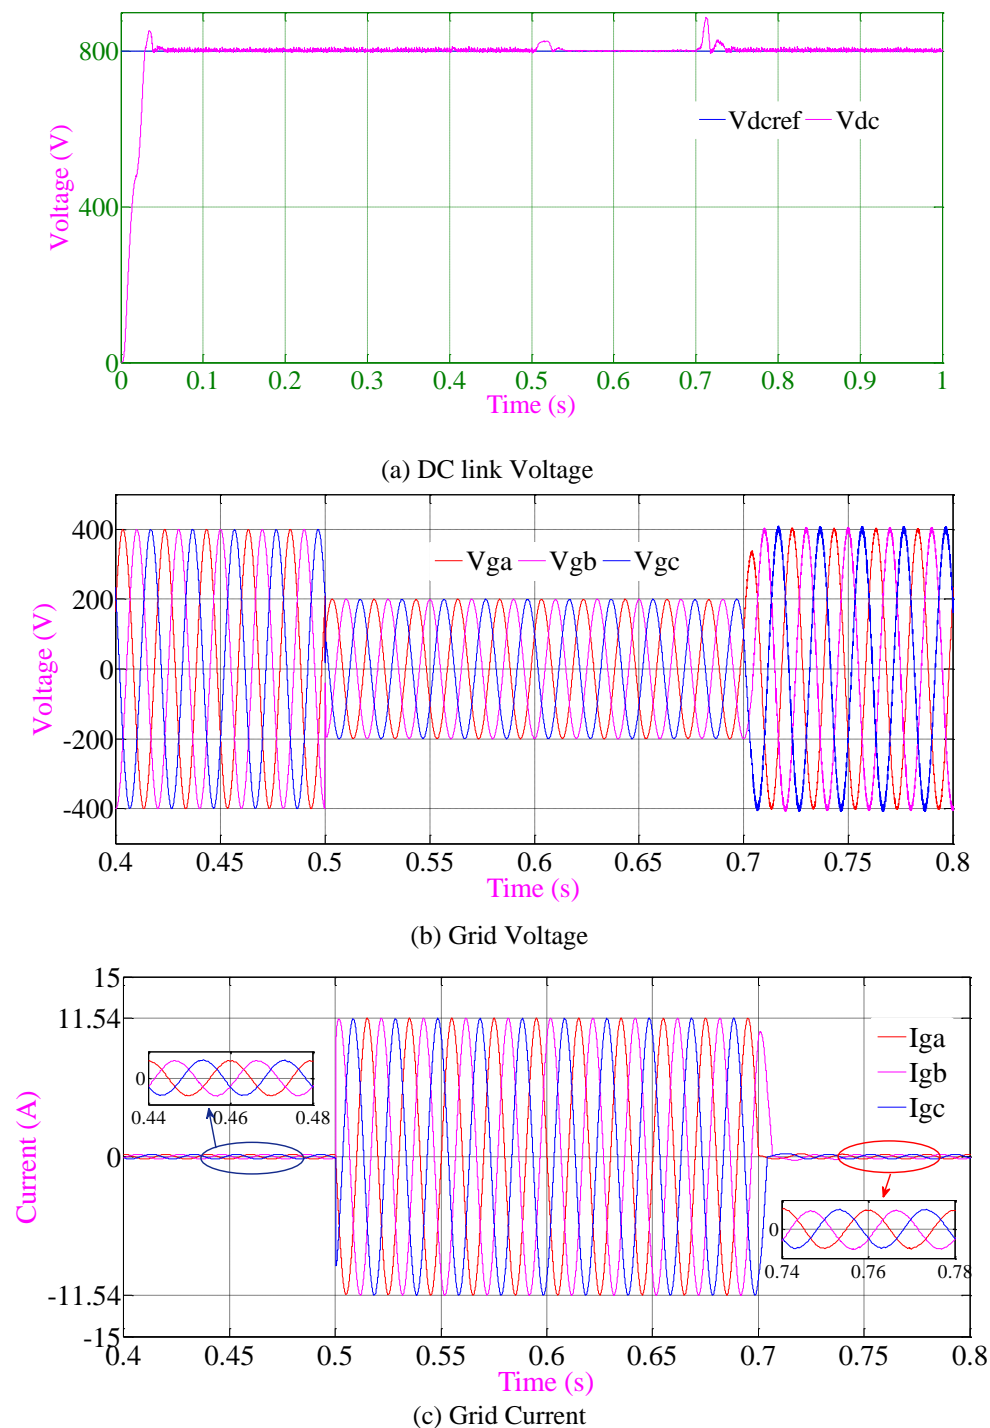 800
400
0
Voltage (V)
Vdcref Vdc
0 0.1 0.2 0.3 0.4 0.5 0.6 0.7 0.8 0.9 1
Time (s)
(a) DC link Voltage
400
200
0
-200
-400
Voltage (V)
Vga Vgb Vgc
0.4 0.45 0.5 0.55 0.6 0.65 0.7 0.75 0.8
Time (s)
(b) Grid Voltage
15
11.54
0
-11.54
-15
Current (A)
Iga
Igb
Igc
0
0.44 0.46 0.48
0
0.74 0.76 0.78
0.4 0.45 0.5 0.55 0.6 0.65 0.7 0.75 0.8
Time (s)
(c) Grid Current